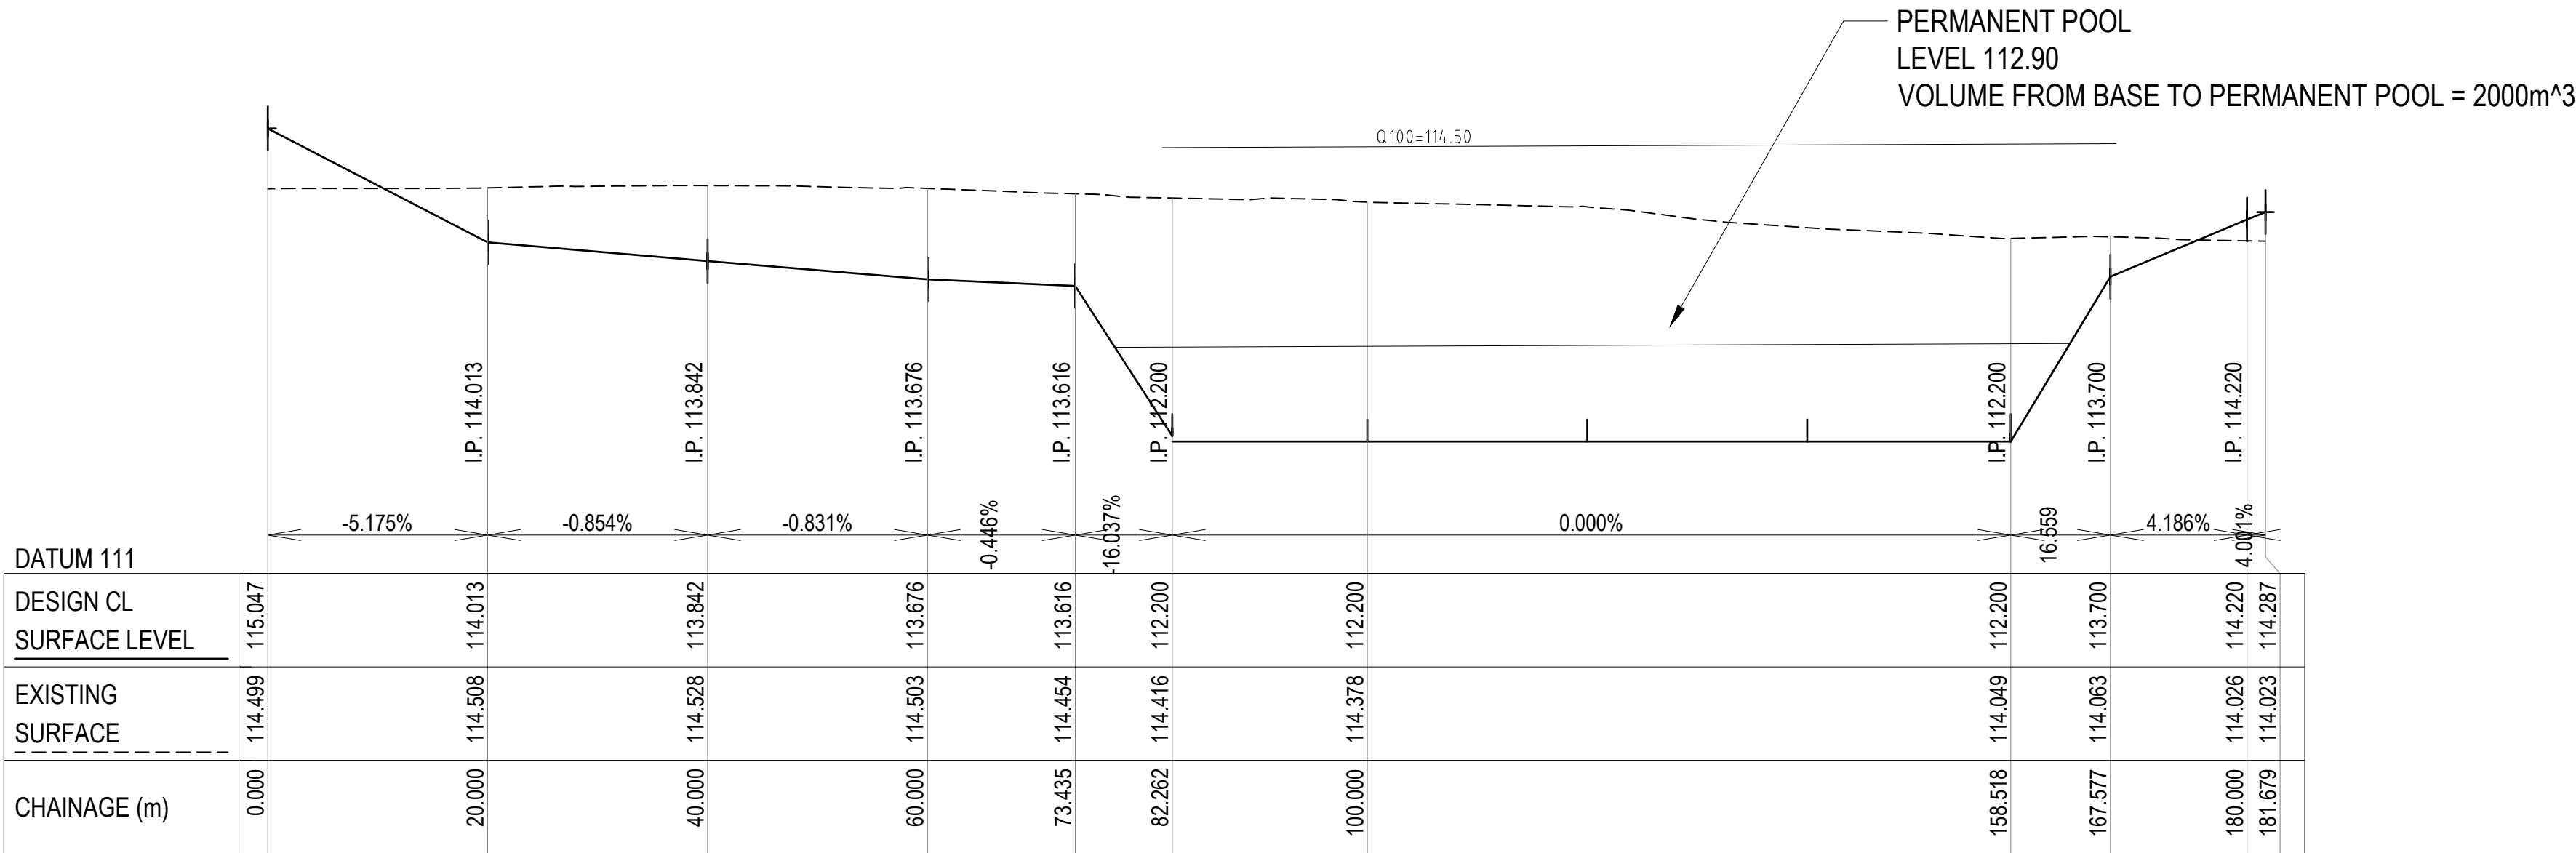 PERMANENT POOL
LEVEL 112.90
VOLUME FROM BASE TO PERMANENT POOL = 2000m^3
Q100=114.50
I.P. 114.013
I.P. 113.842
I.P. 113.676
I.P. 113.616
I.P. 112.200
I.P. 112.200
I.P. 113.700
I.P. 114.220
-5.175%
-0.854%
-0.831%
-0.446%
-16.037%
0.000%
16.559
4.186%
4.001%
DATUM 111
DESIGN CL
SURFACE LEVEL
115.047
114.013
113.842
113.676
113.616
112.200
112.200
112.200
113.700
114.220
114.287
EXISTING
SURFACE
114.499
114.508
114.528
114.503
114.454
114.416
114.378
114.049
114.063
114.026
114.023
CHAINAGE (m)
0.000
20.000
40.000
60.000
73.435
82.262
100.000
158.518
167.577
180.000
181.679